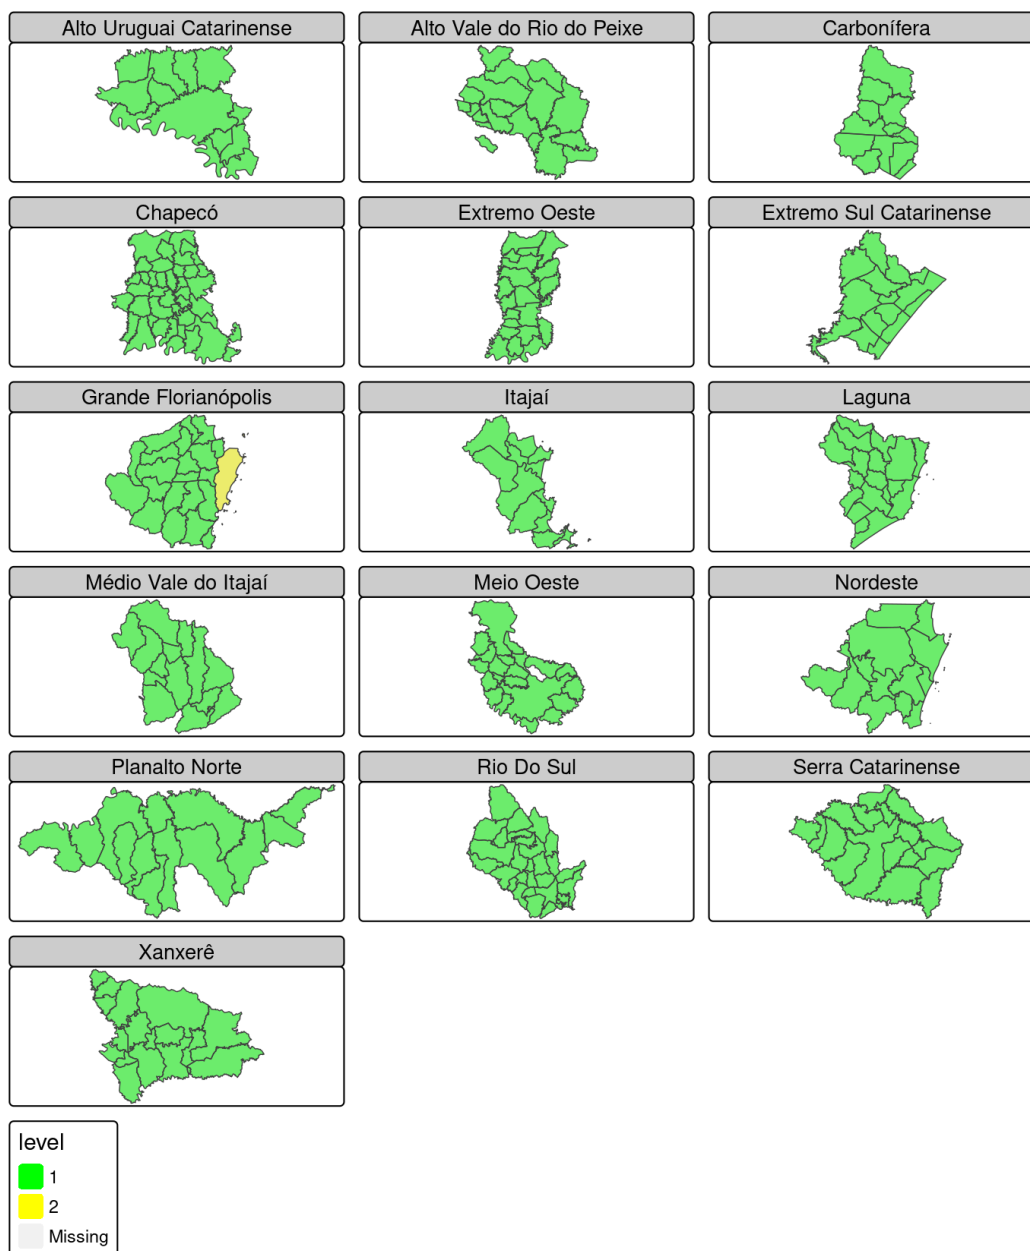 Alto Uruguai Catarinense
Alto Vale do Rio do Peixe
Carbonífera
Chapecó
Extremo Oeste
Extremo Sul Catarinense
Grande Florianópolis
Itajaí
Laguna
Médio Vale do Itajaí
Meio Oeste
Nordeste
Planalto Norte
Rio Do Sul
Serra Catarinense
Xanxerê
level
1
2
Missing